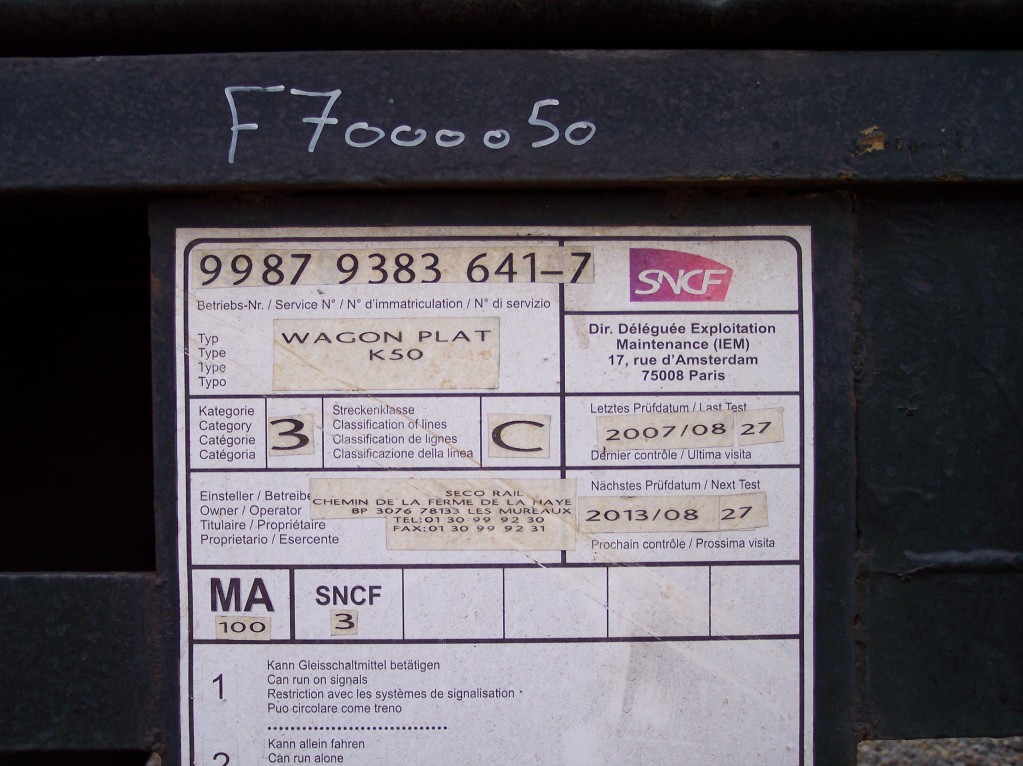 F7000050
9987 9383 641-7
SNCF
Betriebs-Nr. / Service N° / N° d'immatriculation / N° di servizio
Typ
Type
Type
Typo
WAGON PLAT
K50
Dir. Déléguée Exploitation
Maintenance (IEM)
17, rue d'Amsterdam
75008 Paris
Kategorie
Category
Catégorie
Catégoria
3
Streckenklasse
Classification of lines
Classification de lignes
Classificazione della linea
C
Letztes Prüfdatum / Last Test
2007/08 27
Dernier contrôle / Ultima visita
Einsteller / Betreibe
Owner / Operator
Titulaire / Propriétaire
Proprietario / Esercente
SECO RAIL
CHEMIN DE LA FERME DE LA HAYE
BP 3076 78133 LES MUREAUX
TEL:01 30 99 92 30
FAX:01 30 99 92 31
Nächstes Prüfdatum / Next Test
2013/08 27
Prochain contrôle / Prossima visita
MA
100
SNCF
3
1
Kann Gleisschaltmittel betätigen
Can run on signals
Restriction avec les systèmes de signalisation *
Puo circolare come treno
2
Kann allein fahren
Can run alone